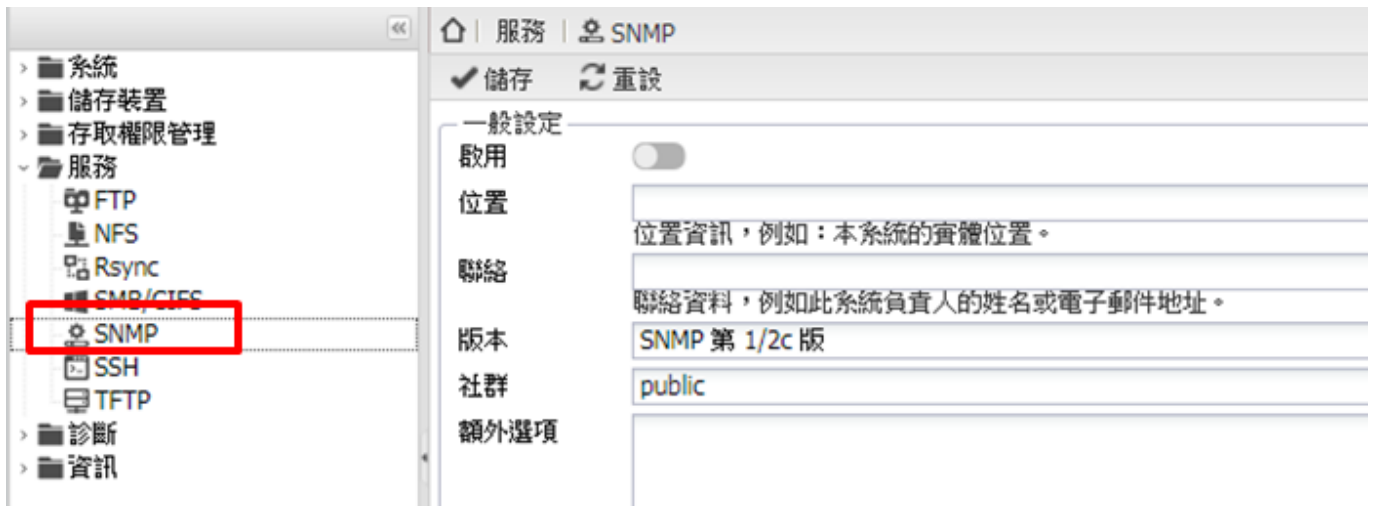 服務 SNMP
系統
儲存裝置
存取權限管理
服務
FTP
NFS
Rsync
SMB/CIFS
SNMP
SSH
TFTP
診斷
資訊
儲存 重設
一般設定
啟用
位置
位置資訊，例如：本系統的實體位置。
聯絡
聯絡資料，例如此系統負責人的姓名或電子郵件地址。
版本 SNMP 第 1/2c 版
社群 public
額外選項